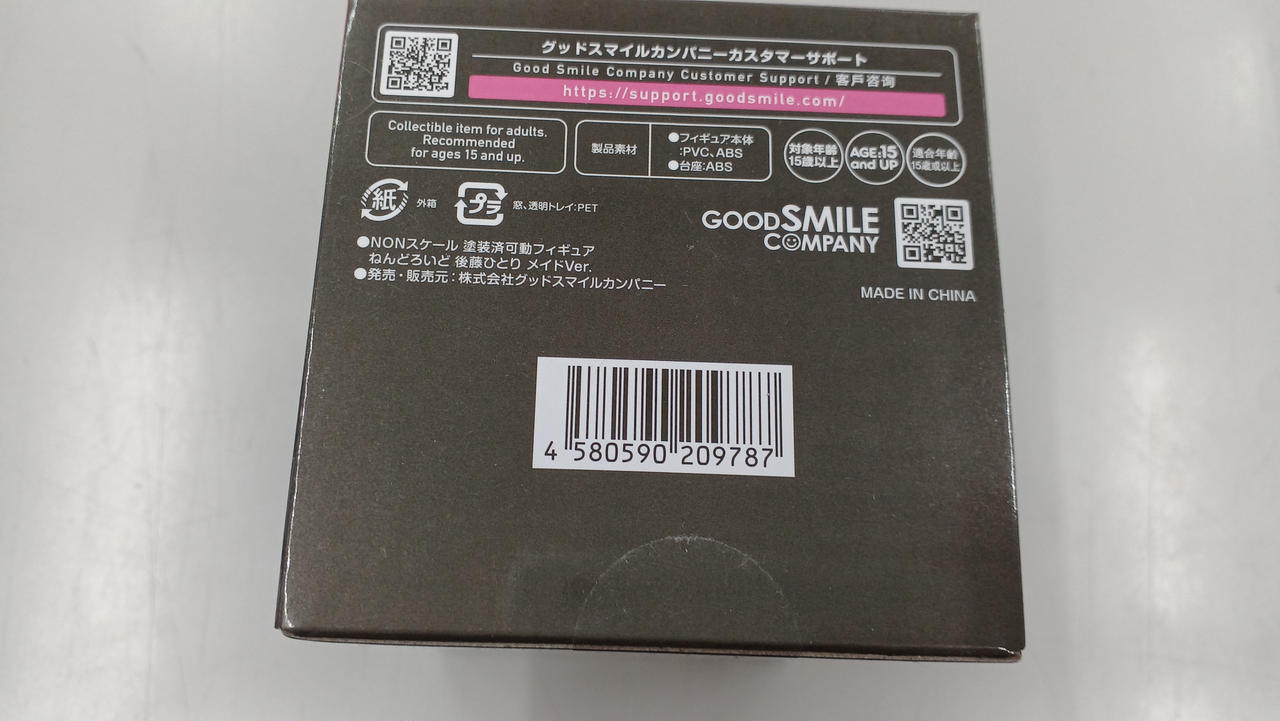 グッドスマイルカンパニーカスタマーサポート
Good Smile Company Customer Support / 客戶咨询
https://support.goodsmile.com/
Collectible item for adults.
Recommended
for ages 15 and up.
製品素材
●フィギュア本体
:PVC、ABS
●台座:ABS
対象年齢
15歳以上
AGE:15
and UP
適合年齡
15歲或以上
紙
外箱
プラ
窓、透明トレイ:PET
GOODSMILE
COMPANY
●NONスケール 塗装済可動フィギュア
ねんどろいど 後藤ひとり メイドVer.
●発売・販売元:株式会社グッドスマイルカンパニー
MADE IN CHINA
4 580590 209787